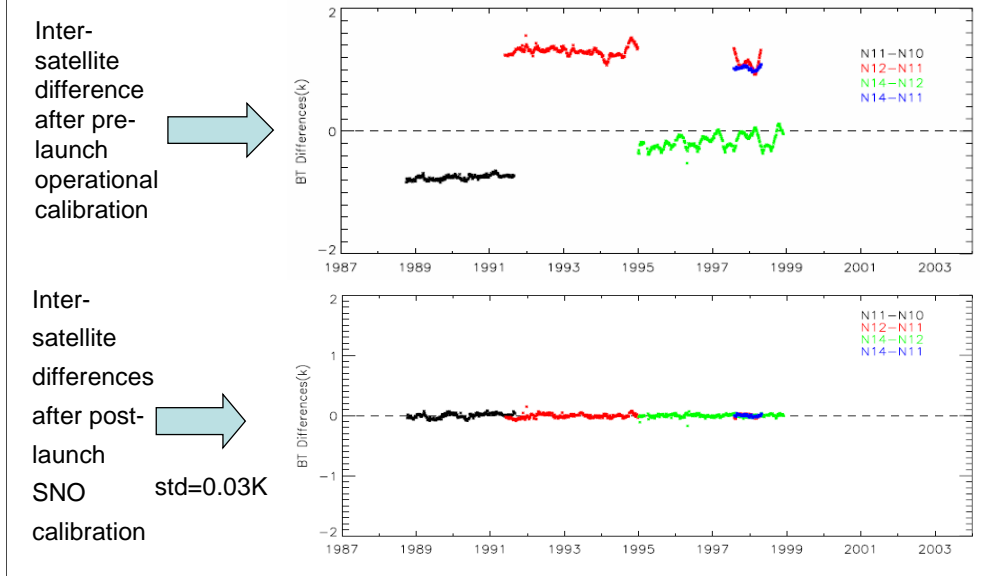 Inter-
satellite
difference
after pre-
launch
operational
calibration
2
0
−2
BT Differences(k)
N11−N10
N12−N11
N14−N12
N14−N11
1987 1989 1991 1993 1995 1997 1999 2001 2003
Inter-
satellite
differences
after post-
launch
SNO
calibration
std=0.03K
2
1
0
−1
−2
BT Differences(k)
N11−N10
N12−N11
N14−N12
N14−N11
1987 1989 1991 1993 1995 1997 1999 2001 2003